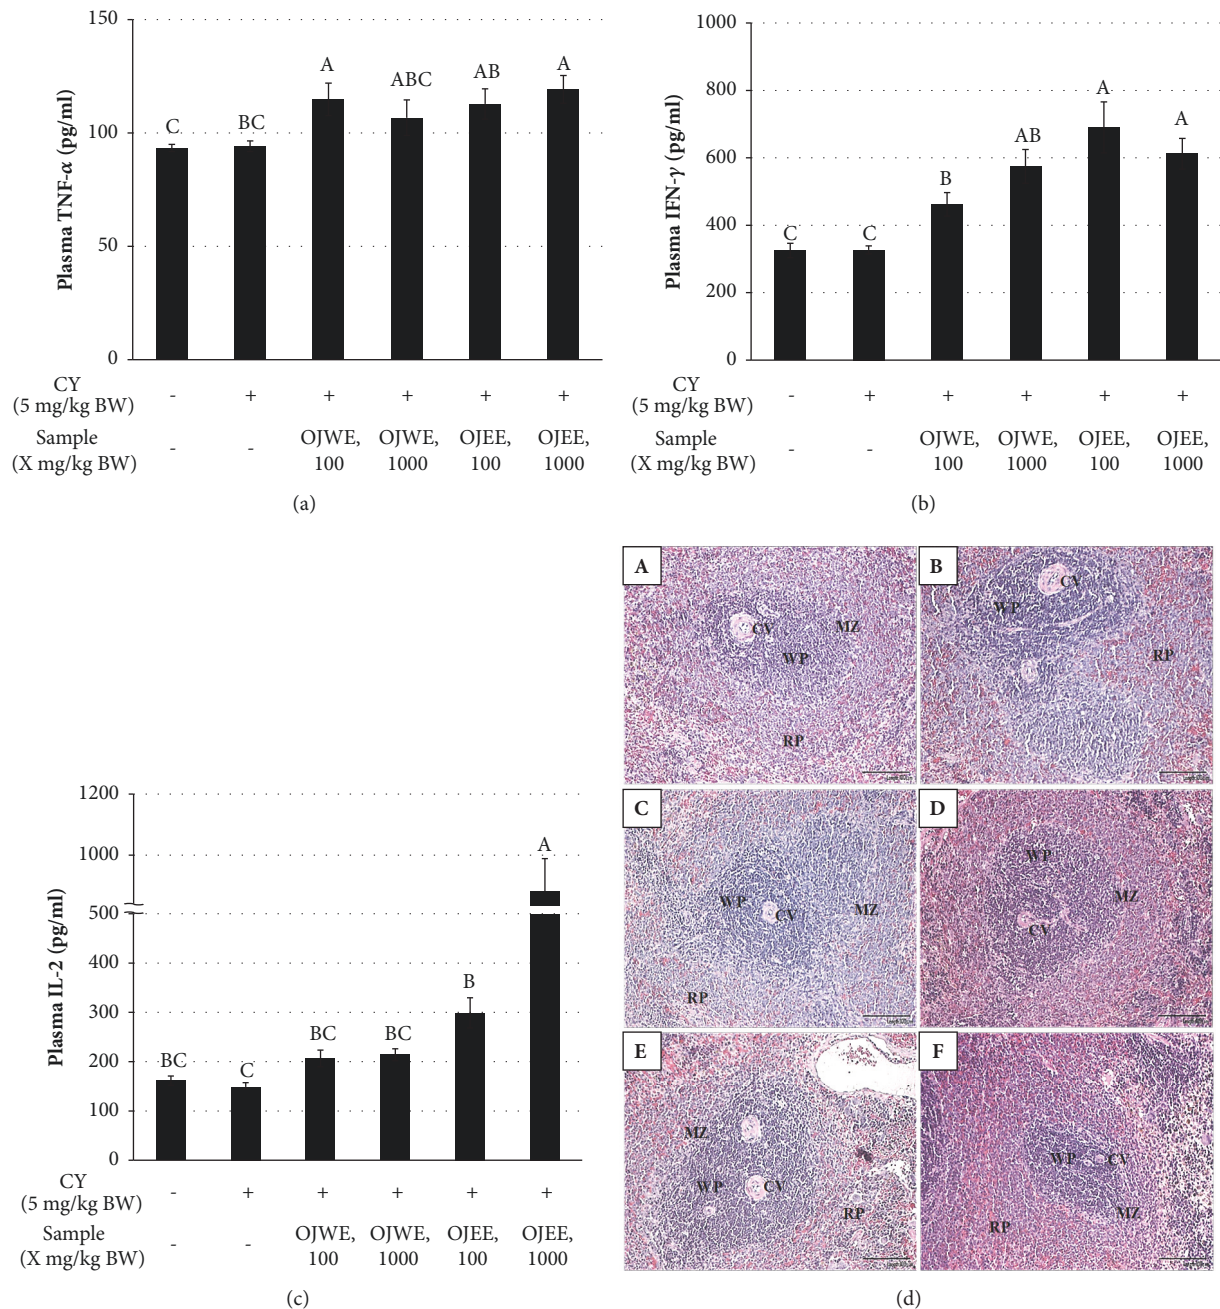 150
100
50
0
Plasma TNF-α (pg/ml)
C
BC
A
ABC
AB
A
CY
(5 mg/kg BW)
- + + + + +
Sample
(X mg/kg BW)
- - OJWE, 100 OJWE, 1000 OJEE, 100 OJEE, 1000
(a)
1000
800
600
400
200
0
Plasma IFN-γ (pg/ml)
C
C
B
AB
A
A
CY
(5 mg/kg BW)
- + + + + +
Sample
(X mg/kg BW)
- - OJWE, 100 OJWE, 1000 OJEE, 100 OJEE, 1000
(b)
1200
1000
500
400
300
200
100
0
Plasma IL-2 (pg/ml)
BC
C
BC
BC
B
A
CY
(5 mg/kg BW)
- + + + + +
Sample
(X mg/kg BW)
- - OJWE, 100 OJWE, 1000 OJEE, 100 OJEE, 1000
(c)
A
CV
MZ
WP
RP
B
CV
WP
RP
C
WP
CV
MZ
RP
D
WP
MZ
CV
E
MZ
WP
CV
RP
F
WP
CV
RP
MZ
(d)